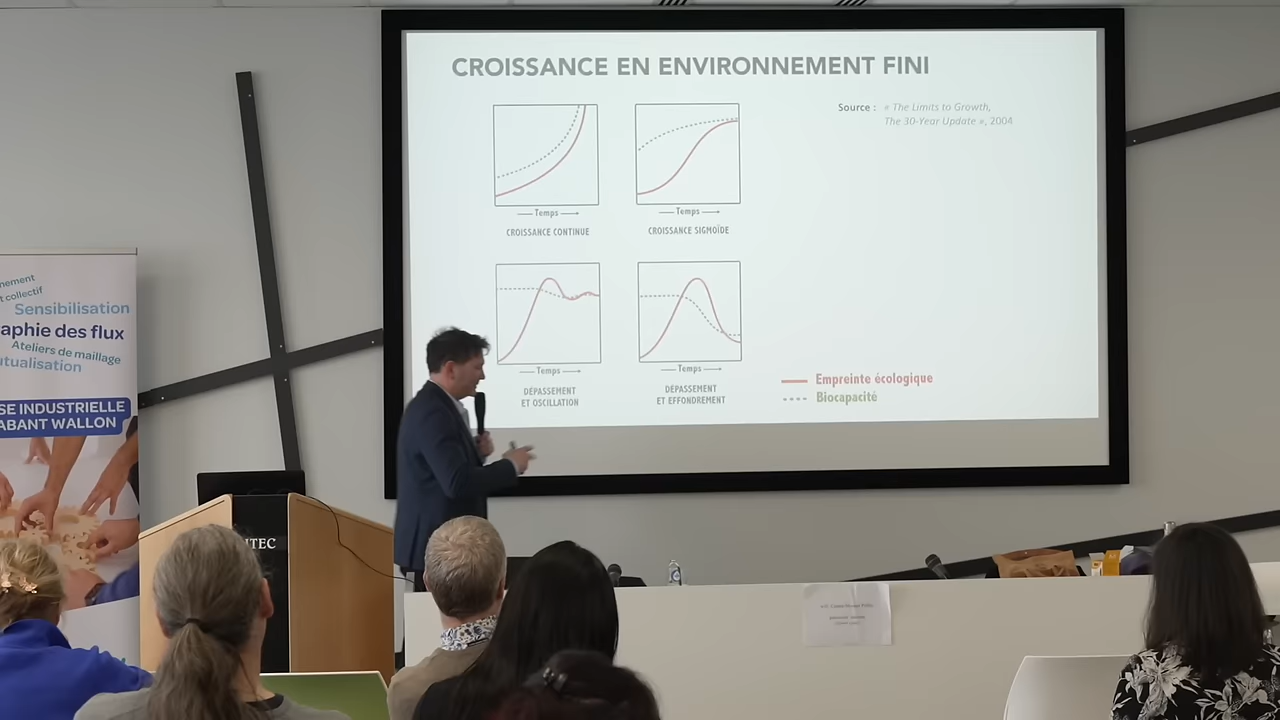 CROISSANCE EN ENVIRONNEMENT FINI
Source : « The Limits to Growth,
The 30-Year Update », 2004
Temps
CROISSANCE CONTINUE
Temps
CROISSANCE SIGMOÏDE
Temps
DÉPASSEMENT
ET OSCILLATION
Temps
DÉPASSEMENT
ET EFFONDREMENT
Empreinte écologique
Biocapacité
nement
t collectif
Sensibilisation
aphie des flux
Ateliers de maillage
utualisation
SE INDUSTRIELLE
ABANT WALLON
TEC